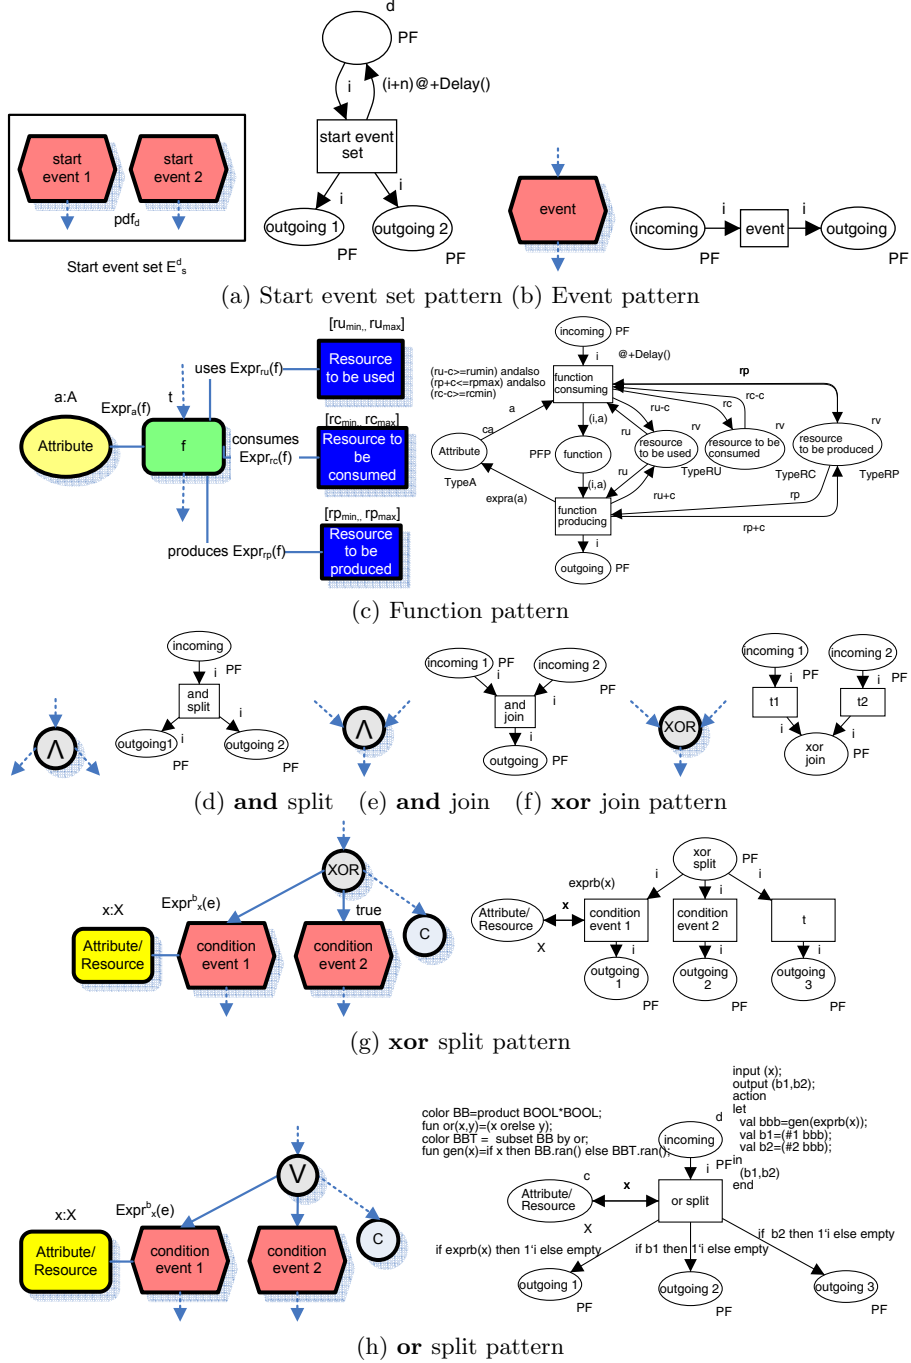 d
PF
i
(i+n)@+Delay()
start event
set
start
event 1
start
event 2
pdf_d
i
i
outgoing 1
outgoing 2
PF
PF
Start event set E^d_s
event
incoming
i
event
i
outgoing
PF
PF
(a) Start event set pattern (b) Event pattern
[ru_min,, ru_max]
Resource
to be used
uses Expr_ru(f)
a:A
Expr_a(f)
t
Attribute
f
[rc_min,, rc_max]
consumes
Expr_rc(f)
Resource to
be
consumed
[rp_min,, rp_max]
produces Expr_rp(f)
Resource
to be
produced
incoming
PF
i
@+Delay()
(ru-c>=rumin) andalso
(rp+c<=rpmax) andalso
(rc-c>=rcmin)
function
consuming
rp
rc-c
a
ru-c
rc
rv
rv
rv
ca
(i,a)
ru
Attribute
PFP
function
resource
to be used
resource to be
consumed
resource
to be produced
TypeA
TypeRU
TypeRC
TypeRP
(i,a)
ru
expra(a)
ru+c
rp
function
producing
rp+c
i
outgoing
PF
(c) Function pattern
incoming
PF
i
and
split
i
i
outgoing1
outgoing 2
PF
PF
Λ
Λ
incoming 1
PF
incoming 2
PF
i
i
and
join
i
outgoing
PF
XOR
incoming 1
incoming 2
PF
PF
i
i
t1
t2
i
i
xor
join
PF
(d) and split (e) and join (f) xor join pattern
XOR
Expr^b_x(e)
true
x:X
Attribute/
Resource
condition
event 1
condition
event 2
C
xor
split
PF
exprb(x)
i
i
i
Attribute/
Resource
x
X
condition
event 1
condition
event 2
t
i
i
i
outgoing
1
outgoing
2
outgoing
3
PF
PF
PF
(g) xor split pattern
V
x:X
Expr^b_x(e)
Attribute/
Resource
condition
event 1
condition
event 2
C
color BB=product BOOL*BOOL;
fun or(x,y)=(x orelse y);
color BBT = subset BB by or;
fun gen(x)=if x then BB.ran() else BBT.ran();
input (x);
output (b1,b2);
action
let
val bbb=gen(exprb(x));
val b1=(#1 bbb);
val b2=(#2 bbb);
in
(b1,b2)
end
d
incoming
PF
i
c
Attribute/
Resource
x
X
or split
if exprb(x) then 1'i else empty
if b1 then 1'i else empty
if b2 then 1'i else empty
outgoing 1
outgoing 2
outgoing 3
PF
PF
PF
(h) or split pattern